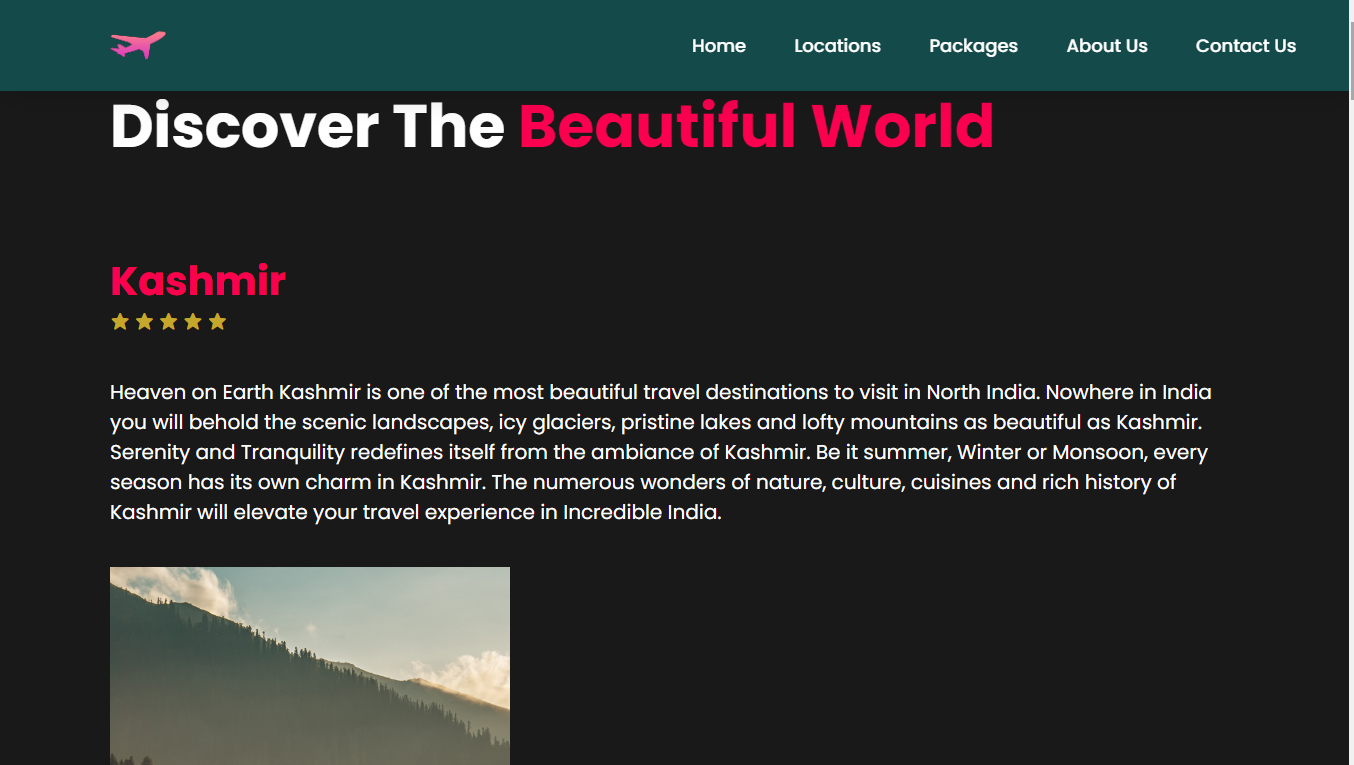 Home Locations Packages About Us Contact Us
Discover The Beautiful World
Kashmir
Heaven on Earth Kashmir is one of the most beautiful travel destinations to visit in North India. Nowhere in India
you will behold the scenic landscapes, icy glaciers, pristine lakes and lofty mountains as beautiful as Kashmir.
Serenity and Tranquility redefines itself from the ambiance of Kashmir. Be it summer, Winter or Monsoon, every
season has its own charm in Kashmir. The numerous wonders of nature, culture, cuisines and rich history of
Kashmir will elevate your travel experience in Incredible India.